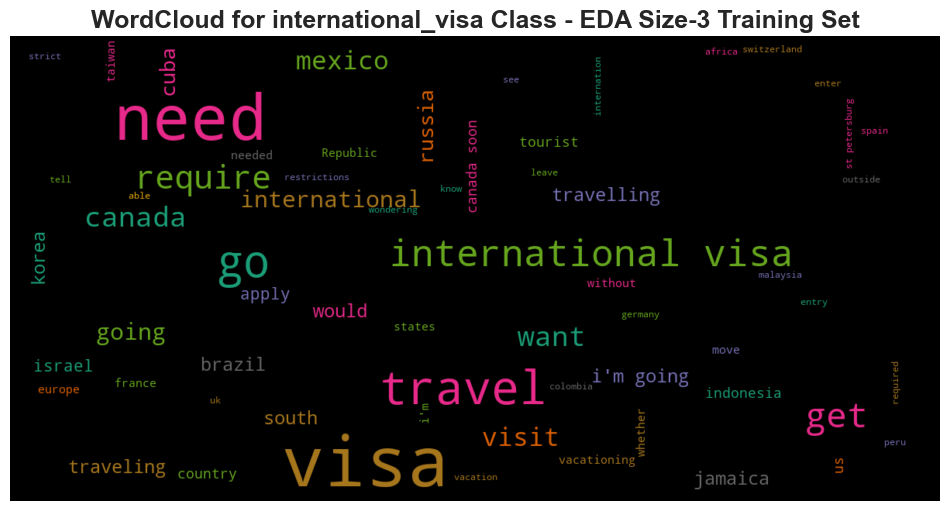 WordCloud for international_visa Class - EDA Size-3 Training Set
strict
taiwan
cuba
mexico
africa
switzerland
see
internation
enter
need
russia
canada soon
st petersburg
spain
tourist
needed
Republic
require
restrictions
tell
able
know
leave
outside
international
travelling
wondering
canada
korea
go
international visa
malaysia
without
apply
entry
would
germany
states
going
want
move
israel
brazil
i'm going
colombia
europe
france
uk
travel
indonesia
required
i'm
get
south
visit
whether
peru
visa
vacationing
us
traveling
country
vacation
jamaica